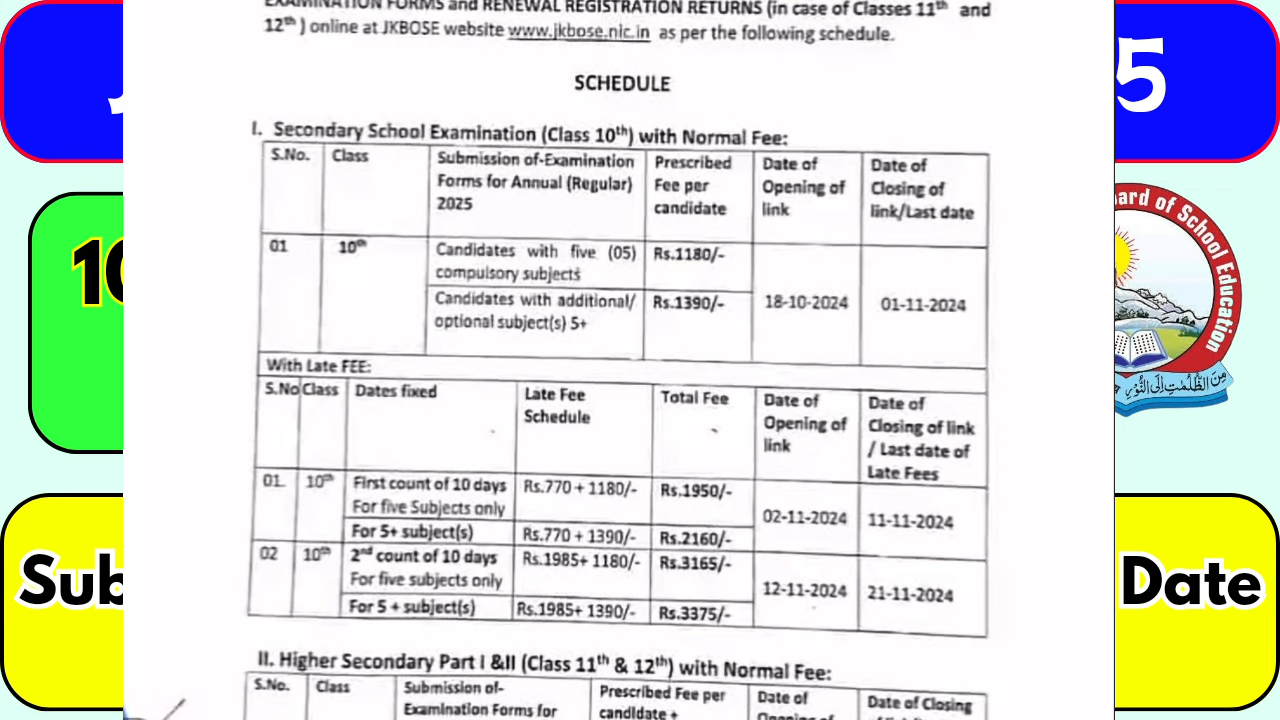 EXAMINATION FORMS and RENEWAL REGISTRATION RETURNS (in case of Classes 11th and
12th ) online at JKBOSE website www.jkbose.nic.in as per the following schedule.
SCHEDULE
I. Secondary School Examination (Class 10th) with Normal Fee:
S.No. Class Submission of-Examination Forms for Annual (Regular) 2025 Prescribed Fee per candidate Date of Opening of link Date of Closing of link/Last date
01 10th Candidates with five (05) compulsory subjects Rs.1180/- 18-10-2024 01-11-2024
Candidates with additional/ optional subject(s) 5+ Rs.1390/-
With Late FEE:
S.No Class Dates fixed Late Fee Schedule Total Fee Date of Opening of link Date of Closing of link / Last date of Late Fees
01 10th First count of 10 days For five Subjects only Rs.770 + 1180/- Rs.1950/- 02-11-2024 11-11-2024
For 5+ subject(s) Rs.770 + 1390/- Rs.2160/-
02 10th 2nd count of 10 days For five subjects only Rs.1985+ 1180/- Rs.3165/- 12-11-2024 21-11-2024
For 5 + subject(s) Rs.1985+ 1390/- Rs.3375/-
II. Higher Secondary Part I &II (Class 11th & 12th) with Normal Fee:
S.No. Class Submission of- Examination Forms for Prescribed Fee per candidate + Date of Opening of Date of Closing
5
10
Sub
Date
ard of School Education